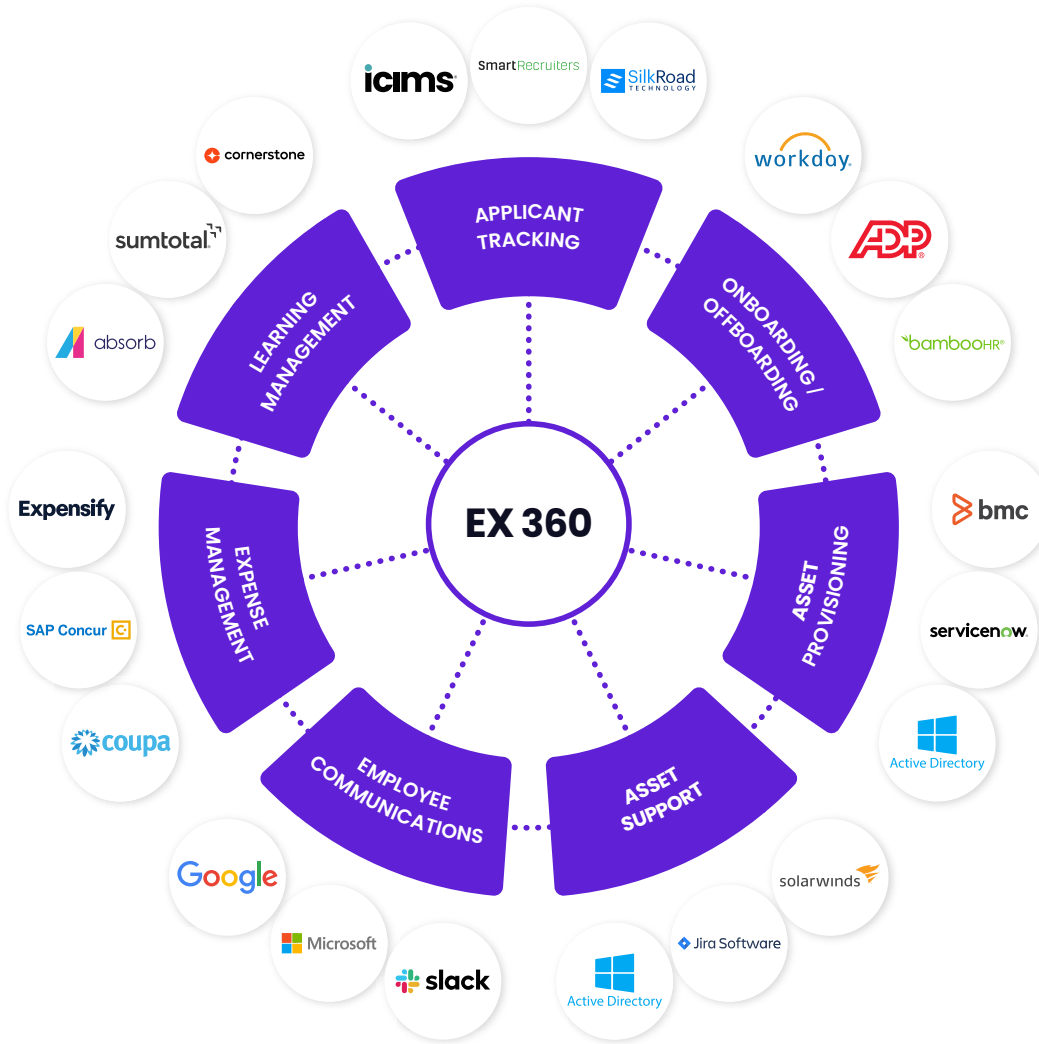 icims
SmartRecruiters
SilkRoad
TECHNOLOGY
workday
ADP
bambooHR
bmc
servicenow
Active Directory
solarwinds
Jira Software
Active Directory
slack
Microsoft
Google
coupa
SAP Concur
Expensify
absorb
sumtotal
cornerstone
APPLICANT
TRACKING
ONBOARDING /
OFFBOARDING
ASSET
PROVISIONING
ASSET
SUPPORT
EMPLOYEE
COMMUNICATIONS
EXPENSE
MANAGEMENT
LEARNING
MANAGEMENT
EX 360